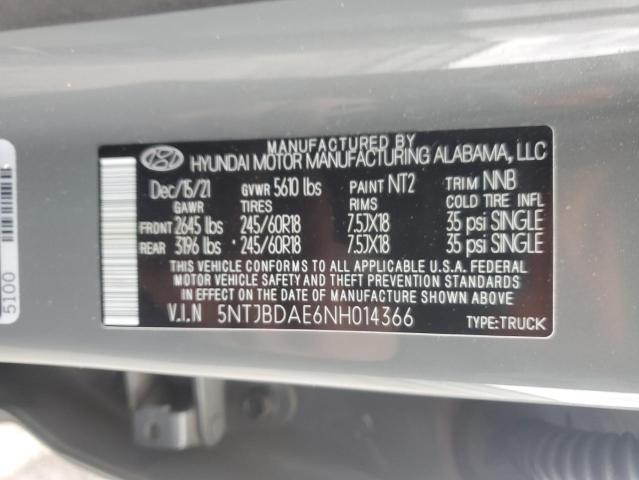 MANUFACTURED BY
HYUNDAI MOTOR MANUFACTURING ALABAMA, LLC
Dec/15/21 GVWR 5610 lbs PAINT NT2 TRIM NNB
GAWR TIRES RIMS COLD TIRE INFL
FRONT 2645 lbs 245/60R18 7.5JX18 35 psi SINGLE
REAR 3196 lbs 245/60R18 7.5JX18 35 psi SINGLE
THIS VEHICLE CONFORMS TO ALL APPLICABLE U.S.A. FEDERAL
MOTOR VEHICLE SAFETY AND THEFT PREVENTION STANDARDS
IN EFFECT ON THE DATE OF MANUFACTURE SHOWN ABOVE
V.I.N 5NTJBDAE6NH014366 TYPE:TRUCK
5100